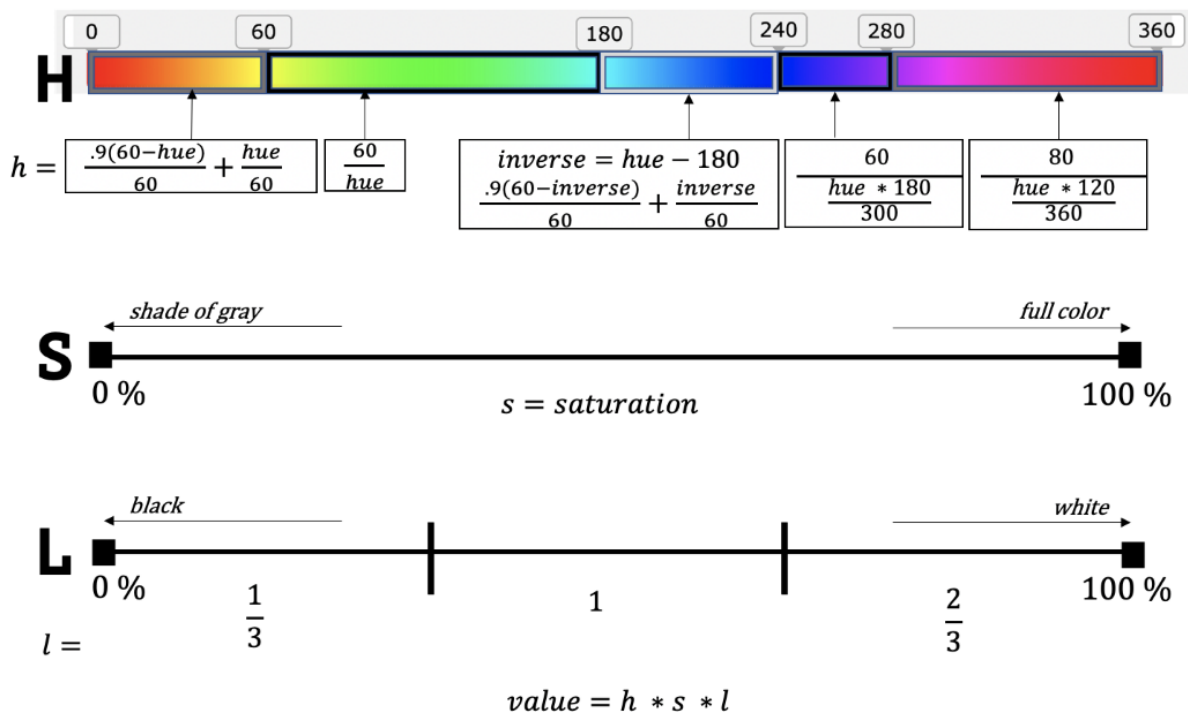 0 60 180 240 280 360
H
h = .9(60−hue)/60 + hue/60
60/hue
inverse = hue − 180
.9(60−inverse)/60 + inverse/60
60/(hue * 180/300)
80/(hue * 120/360)
shade of gray full color
S
0 % 100 %
s = saturation
black white
L
0 % 100 %
l = 1/3 1 2/3
value = h * s * l